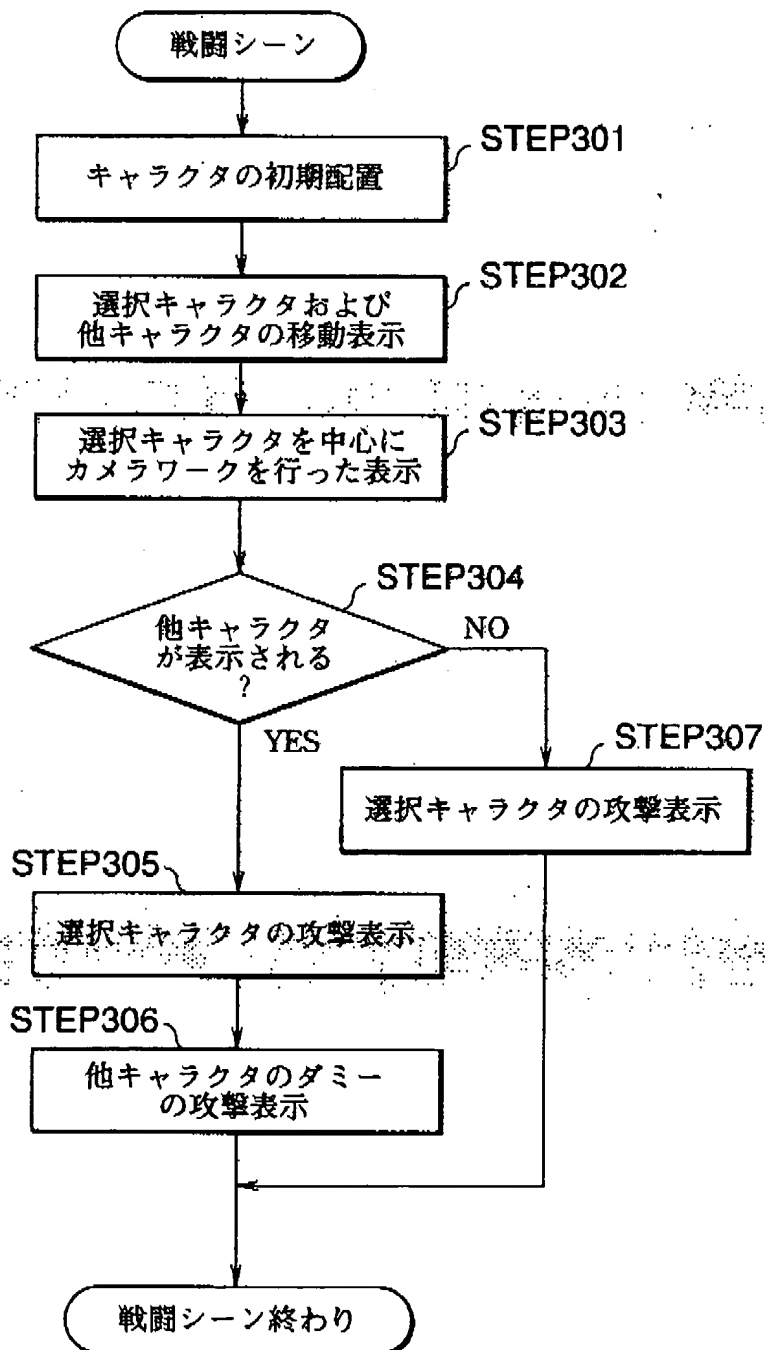 戦闘シーン
STEP301
キャラクタの初期配置
STEP302
選択キャラクタおよび
他キャラクタの移動表示
STEP303
選択キャラクタを中心に
カメラワークを行った表示
STEP304
他キャラクタ
が表示される
?
NO
YES
STEP307
選択キャラクタの攻撃表示
STEP305
選択キャラクタの攻撃表示
STEP306
他キャラクタのダミー
の攻撃表示
戦闘シーン終わり